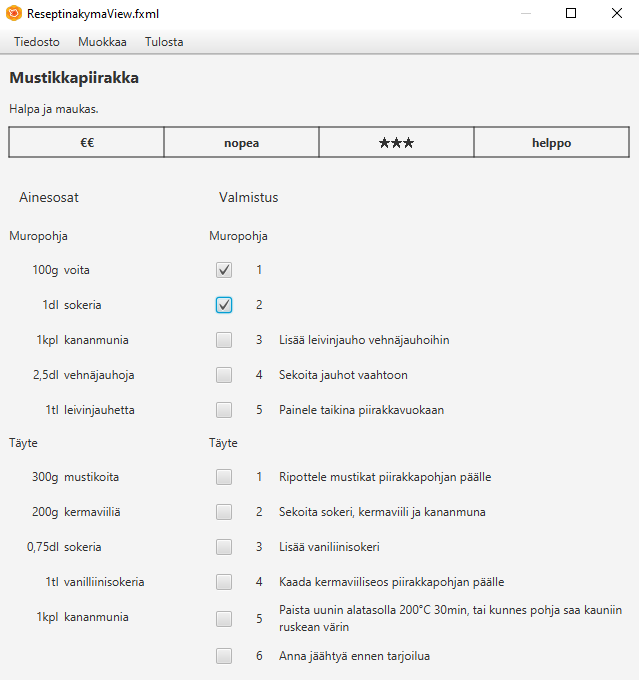 ReseptinakymaView.fxml
Tiedosto Muokkaa Tulosta
Mustikkapiirakka
Halpa ja maukas.
€€ nopea ★★★ helppo
Ainesosat Valmistus
Muropohja Muropohja
100g voita 1
1dl sokeria 2
1kpl kananmunia 3 Lisää leivinjauho vehnäjauhoihin
2,5dl vehnäjauhoja 4 Sekoita jauhot vaahtoon
1tl leivinjauhetta 5 Painele taikina piirakkavuokaan
Täyte Täyte
300g mustikoita 1 Ripottele mustikat piirakkapohjan päälle
200g kermaviiliä 2 Sekoita sokeri, kermaviili ja kananmuna
0,75dl sokeria 3 Lisää vaniliinisokeri
1tl vanilliinisokeria 4 Kaada kermaviiliseos piirakkapohjan päälle
1kpl kananmunia 5 Paista uunin alatasolla 200°C 30min, tai kunnes pohja saa kauniin
ruskean värin
6 Anna jäähtyä ennen tarjoilua